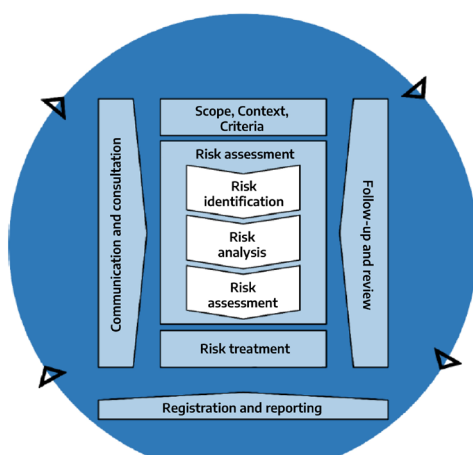 Scope, Context,
Criteria
Communication and consultation
Risk assessment
Risk
identification
Risk
analysis
Risk
assessment
Follow-up and review
Risk treatment
Registration and reporting